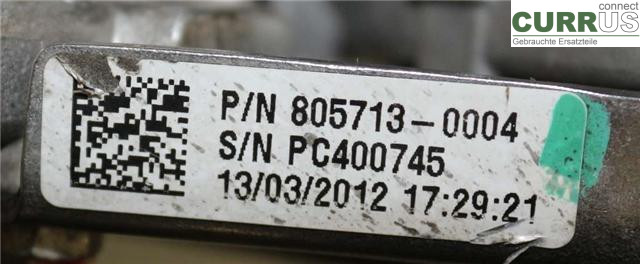 connect
CURRUS
Gebrauchte Ersatzteile
P/N 805713-0004
S/N PC400745
13/03/2012 17:29:21